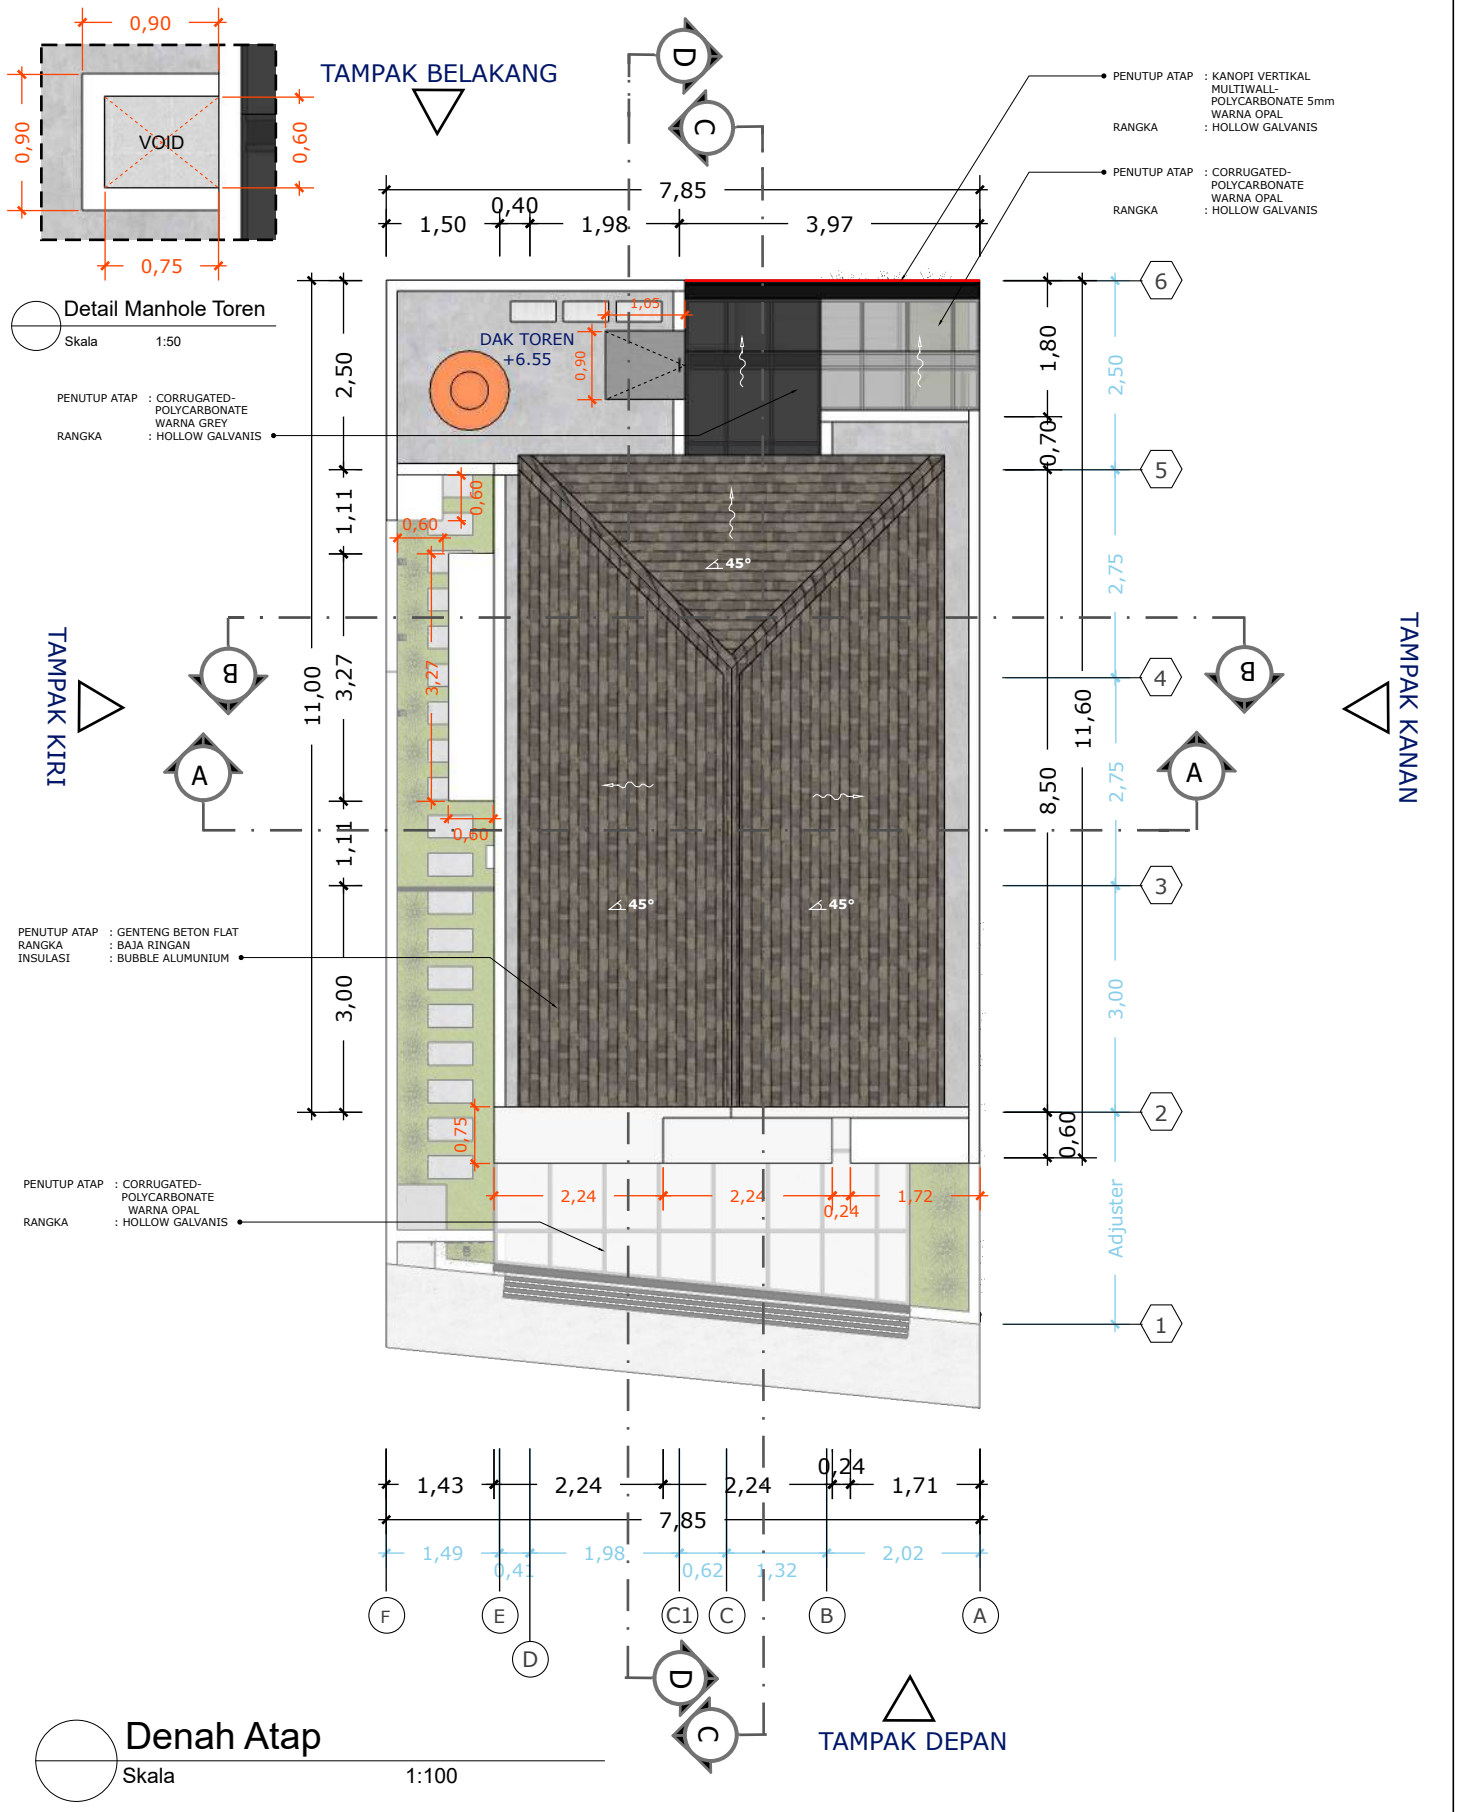 0,90
0,90
VOID
0,60
0,75
Detail Manhole Toren
Skala 1:50
TAMPAK BELAKANG
D
C
PENUTUP ATAP : KANOPI VERTIKAL
MULTIWALL-
POLYCARBONATE 5mm
WARNA OPAL
RANGKA : HOLLOW GALVANIS
PENUTUP ATAP : CORRUGATED-
POLYCARBONATE
WARNA OPAL
RANGKA : HOLLOW GALVANIS
7,85
1,50
0,40
1,98
3,97
6
1,05
DAK TOREN
+6.55
0,90
2,50
1,80
2,50
PENUTUP ATAP : CORRUGATED-
POLYCARBONATE
WARNA GREY
RANGKA : HOLLOW GALVANIS
0,70
5
0,60
0,60
1,11
45°
2,75
TAMPAK KIRI
B
3,27
3,27
11,00
4
11,60
B
TAMPAK KANAN
A
8,50
2,75
A
1,11
0,60
3
45°
45°
PENUTUP ATAP : GENTENG BETON FLAT
RANGKA : BAJA RINGAN
INSULASI : BUBBLE ALUMUNIUM
3,00
3,00
2
0,75
0,60
PENUTUP ATAP : CORRUGATED-
POLYCARBONATE
WARNA OPAL
RANGKA : HOLLOW GALVANIS
2,24
2,24
0,24
1,72
Adjuster
1
1,43
2,24
2,24
0,24
1,71
7,85
1,49
0,41
1,98
0,62
1,32
2,02
F
E
D
C1
C
B
A
D
C
TAMPAK DEPAN
Denah Atap
Skala 1:100